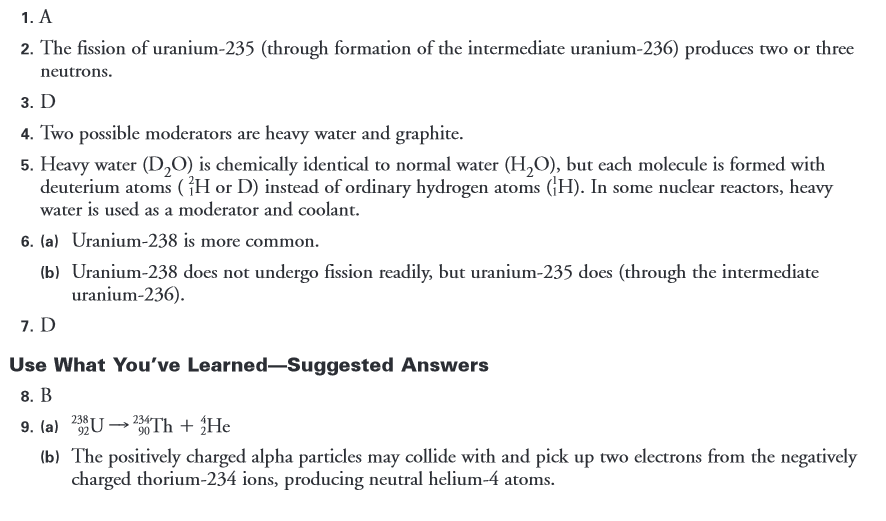 1. A
2. The fission of uranium-235 (through formation of the intermediate uranium-236) produces two or three
neutrons.
3. D
4. Two possible moderators are heavy water and graphite.
5. Heavy water (D₂O) is chemically identical to normal water (H₂O), but each molecule is formed with
deuterium atoms (²₁H or D) instead of ordinary hydrogen atoms (¹₁H). In some nuclear reactors, heavy
water is used as a moderator and coolant.
6. (a) Uranium-238 is more common.
(b) Uranium-238 does not undergo fission readily, but uranium-235 does (through the intermediate
uranium-236).
7. D
Use What You've Learned—Suggested Answers
8. B
9. (a) ²³⁸₉₂U → ²³⁴₉₀Th + ⁴₂He
(b) The positively charged alpha particles may collide with and pick up two electrons from the negatively
charged thorium-234 ions, producing neutral helium-4 atoms.